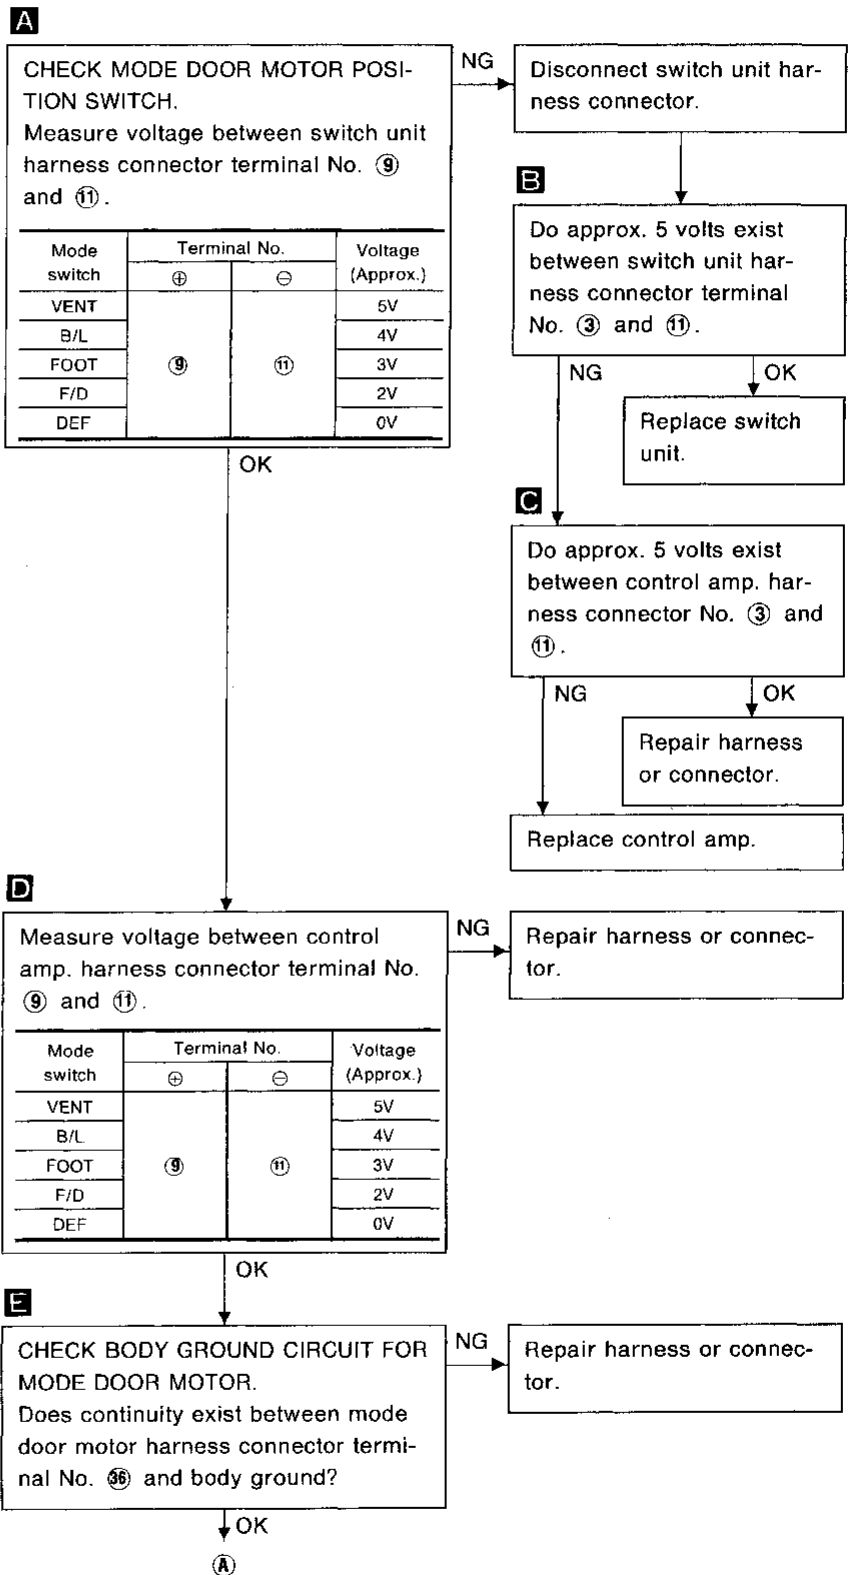 A
CHECK MODE DOOR MOTOR POSI-
TION SWITCH.
Measure voltage between switch unit
harness connector terminal No. ⑨
and ⑪.
Mode
switch
Terminal No.
⊕ ⊖
Voltage
(Approx.)
VENT 5V
B/L 4V
FOOT ⑨ ⑪ 3V
F/D 2V
DEF 0V
NG
Disconnect switch unit har-
ness connector.
B
Do approx. 5 volts exist
between switch unit har-
ness connector terminal
No. ③ and ⑪.
NG OK
Replace switch
unit.
OK
C
Do approx. 5 volts exist
between control amp. har-
ness connector No. ③ and
⑪.
NG OK
Repair harness
or connector.
Replace control amp.
D
Measure voltage between control
amp. harness connector terminal No.
⑨ and ⑪.
Mode
switch
Terminal No.
⊕ ⊖
Voltage
(Approx.)
VENT 5V
B/L 4V
FOOT ⑨ ⑪ 3V
F/D 2V
DEF 0V
NG
Repair harness or connec-
tor.
OK
E
CHECK BODY GROUND CIRCUIT FOR
MODE DOOR MOTOR.
Does continuity exist between mode
door motor harness connector termi-
nal No. ㊱ and body ground?
NG
Repair harness or connec-
tor.
OK
Ⓐ